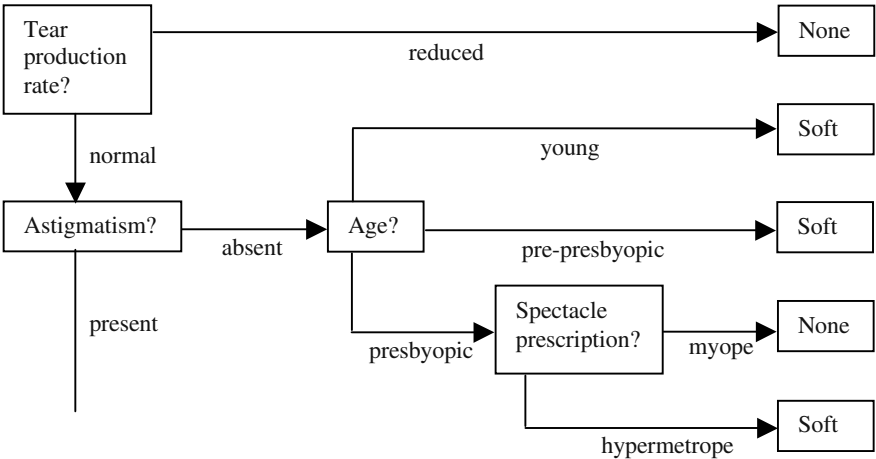 Tear
production
rate?
reduced
None
normal
young
Soft
Astigmatism?
absent
Age?
pre-presbyopic
Soft
present
presbyopic
Spectacle
prescription?
myope
None
hypermetrope
Soft